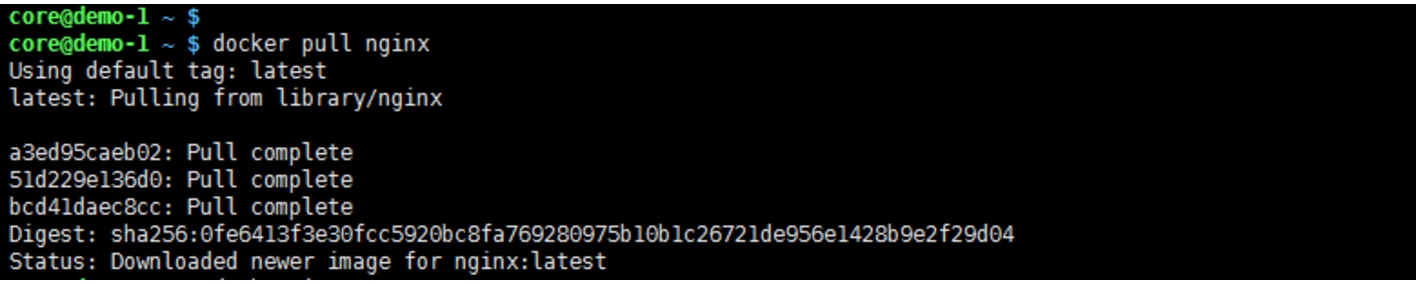 core@demo-1 ~ $
core@demo-1 ~ $ docker pull nginx
Using default tag: latest
latest: Pulling from library/nginx
a3ed95caeb02: Pull complete
51d229e136d0: Pull complete
bcd41daec8cc: Pull complete
Digest: sha256:0fe6413f3e30fcc5920bc8fa769280975b10b1c26721de956e1428b9e2f29d04
Status: Downloaded newer image for nginx:latest